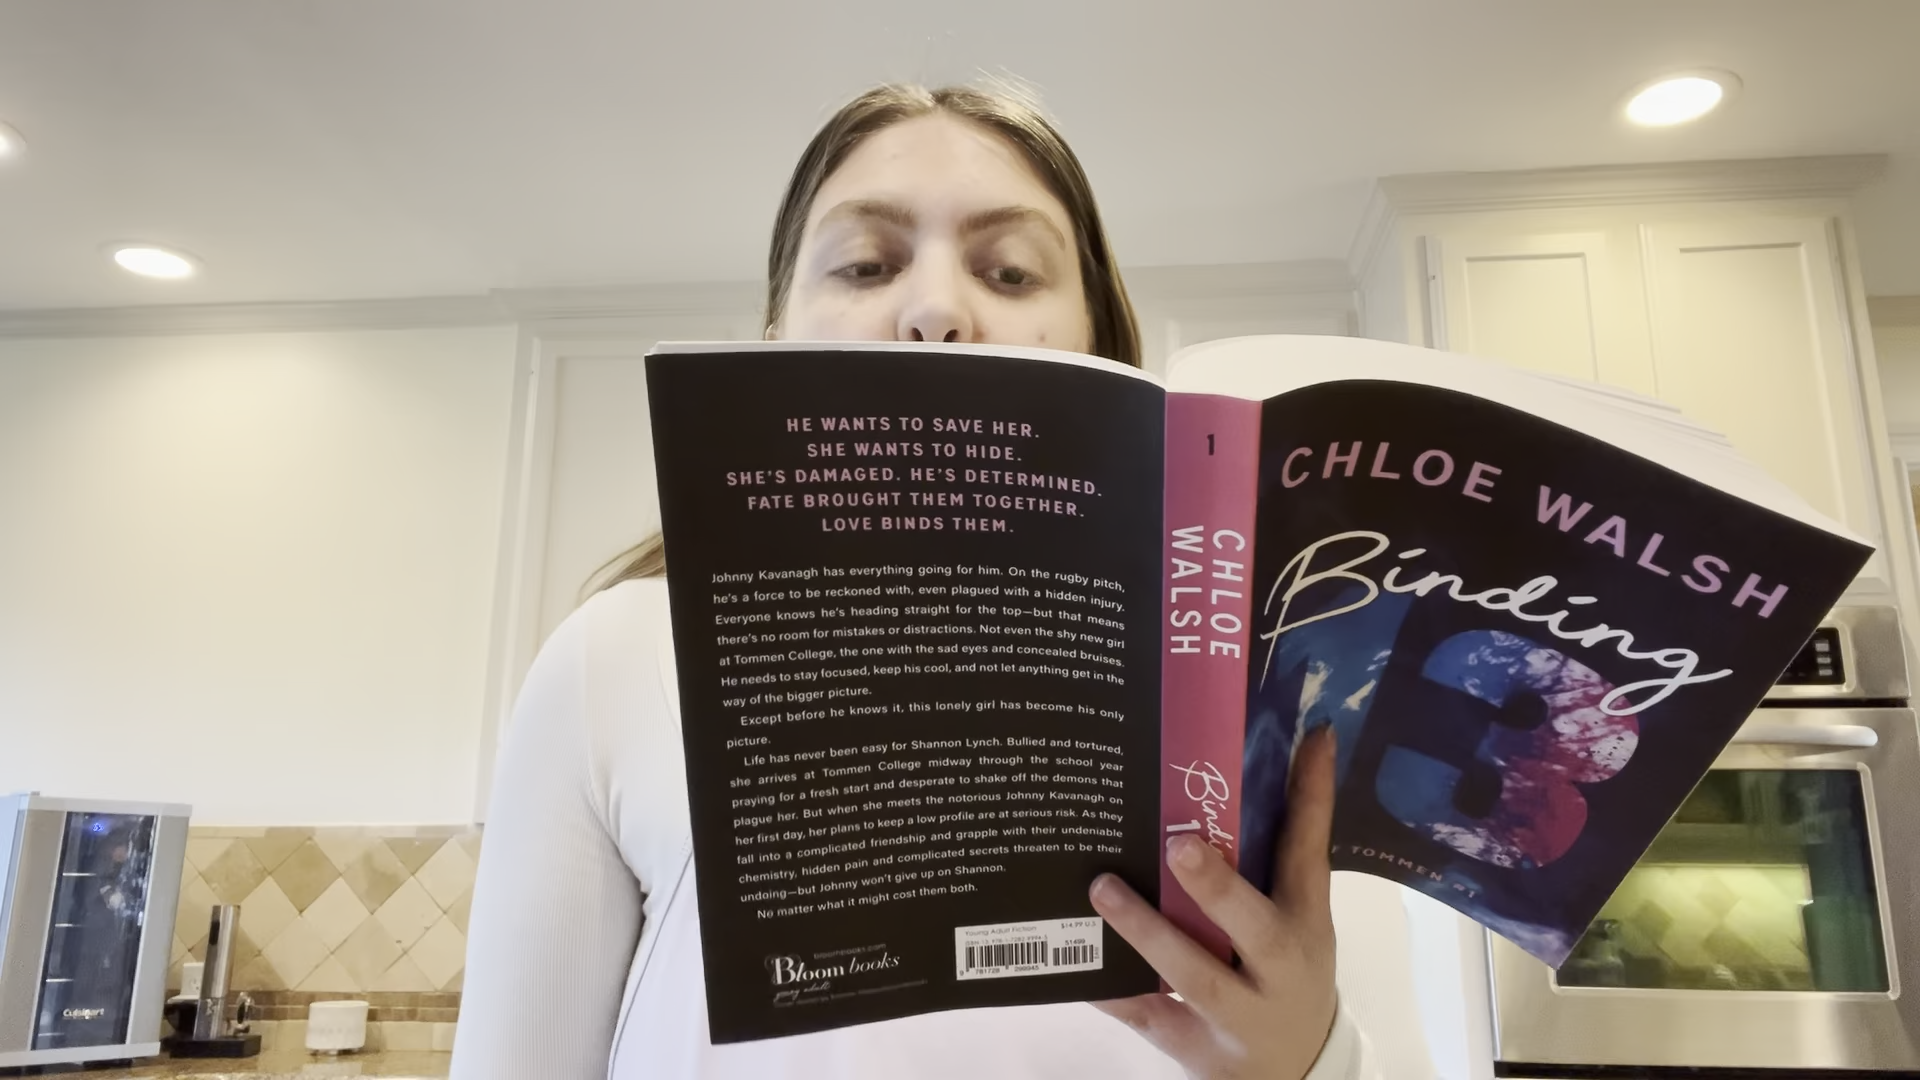 HE WANTS TO SAVE HER.
SHE WANTS TO HIDE.
SHE'S DAMAGED. HE'S DETERMINED.
FATE BROUGHT THEM TOGETHER.
LOVE BINDS THEM.
Johnny Kavanagh has everything going for him. On the rugby pitch,
he's a force to be reckoned with, even plagued with a hidden injury.
Everyone knows he's heading straight for the top—but that means
there's no room for mistakes or distractions. Not even the shy new girl
at Tommen College, the one with the sad eyes and concealed bruises.
He needs to stay focused, keep his cool, and not let anything get in the
way of the bigger picture.
Except before he knows it, this lonely girl has become his only
picture.
Life has never been easy for Shannon Lynch. Bullied and tortured,
she arrives at Tommen College midway through the school year
praying for a fresh start and desperate to shake off the demons that
plague her. But when she meets the notorious Johnny Kavanagh on
her first day, her plans to keep a low profile are at serious risk. As they
fall into a complicated friendship and grapple with their undeniable
chemistry, hidden pain and complicated secrets threaten to be their
undoing—but Johnny won't give up on Shannon.
No matter what it might cost them both.
bloombooks.com
Bloom books
young adult
Young Adult Fiction $14.99 U.S.
51499
1
CHLOE
WALSH
Bindi
1
CHLOE WALSH
Binding
13
TOMMEN #1
Cuisinart